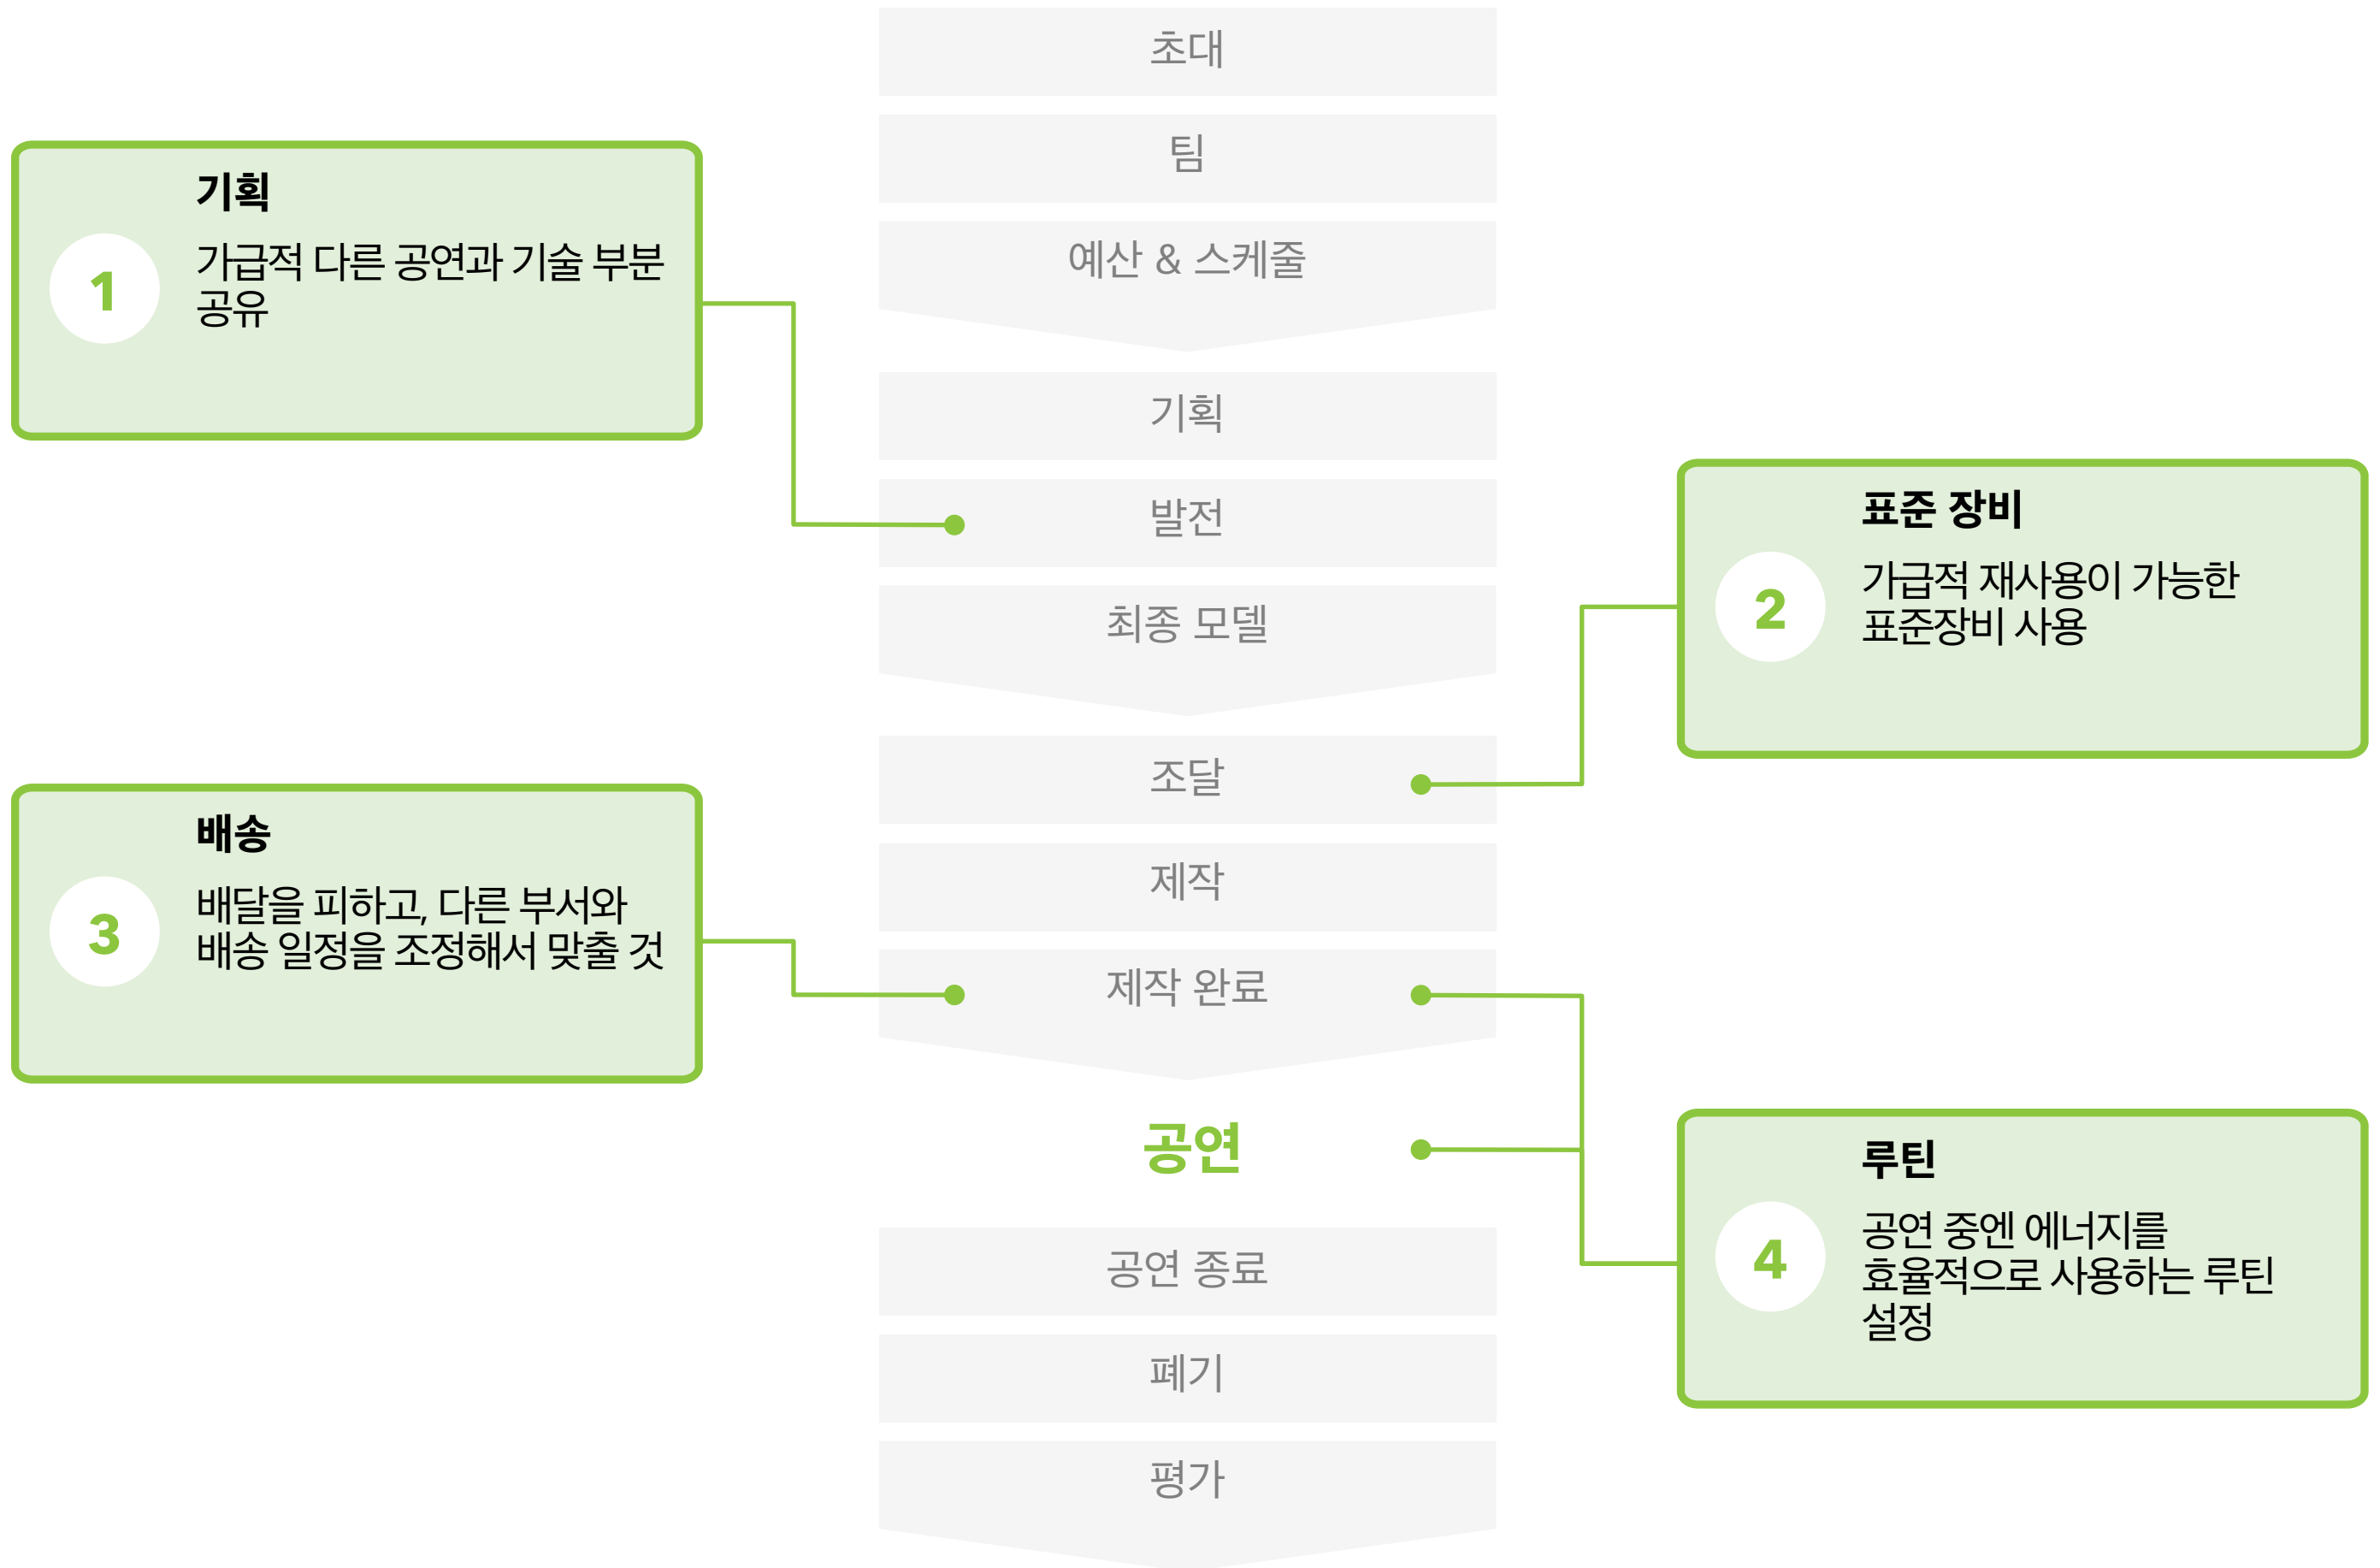 초대
팀
예산 & 스케줄
기획
발전
최종 모델
조달
제작
제작 완료
공연
공연 종료
폐기
평가
1
기획
가급적 다른 공연과 기술 부분
공유
2
표준 장비
가급적 재사용이 가능한
표준장비 사용
3
배송
배달을 피하고, 다른 부서와
배송 일정을 조정해서 맞출 것
4
루틴
공연 중엔 에너지를
효율적으로 사용하는 루틴
설정